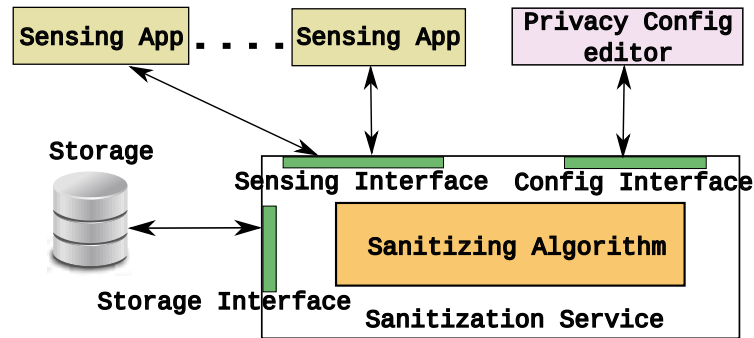 Sensing App
Sensing App
Privacy Config
editor
Storage
Sensing Interface
Config Interface
Sanitizing Algorithm
Storage Interface
Sanitization Service